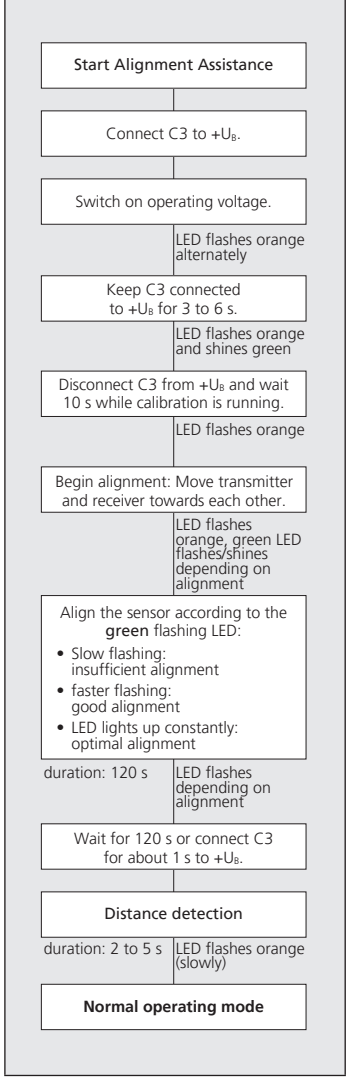 Start Alignment Assistance
Connect C3 to +U_B.
Switch on operating voltage.
LED flashes orange
alternately
Keep C3 connected
to +U_B for 3 to 6 s.
LED flashes orange
and shines green
Disconnect C3 from +U_B and wait
10 s while calibration is running.
LED flashes orange
Begin alignment: Move transmitter
and receiver towards each other.
LED flashes
orange, green LED
flashes/shines
depending on
alignment
Align the sensor according to the
green flashing LED:
• Slow flashing:
insufficient alignment
• faster flashing:
good alignment
• LED lights up constantly:
optimal alignment
duration: 120 s
LED flashes
depending on
alignment
Wait for 120 s or connect C3
for about 1 s to +U_B.
Distance detection
duration: 2 to 5 s
LED flashes orange
(slowly)
Normal operating mode